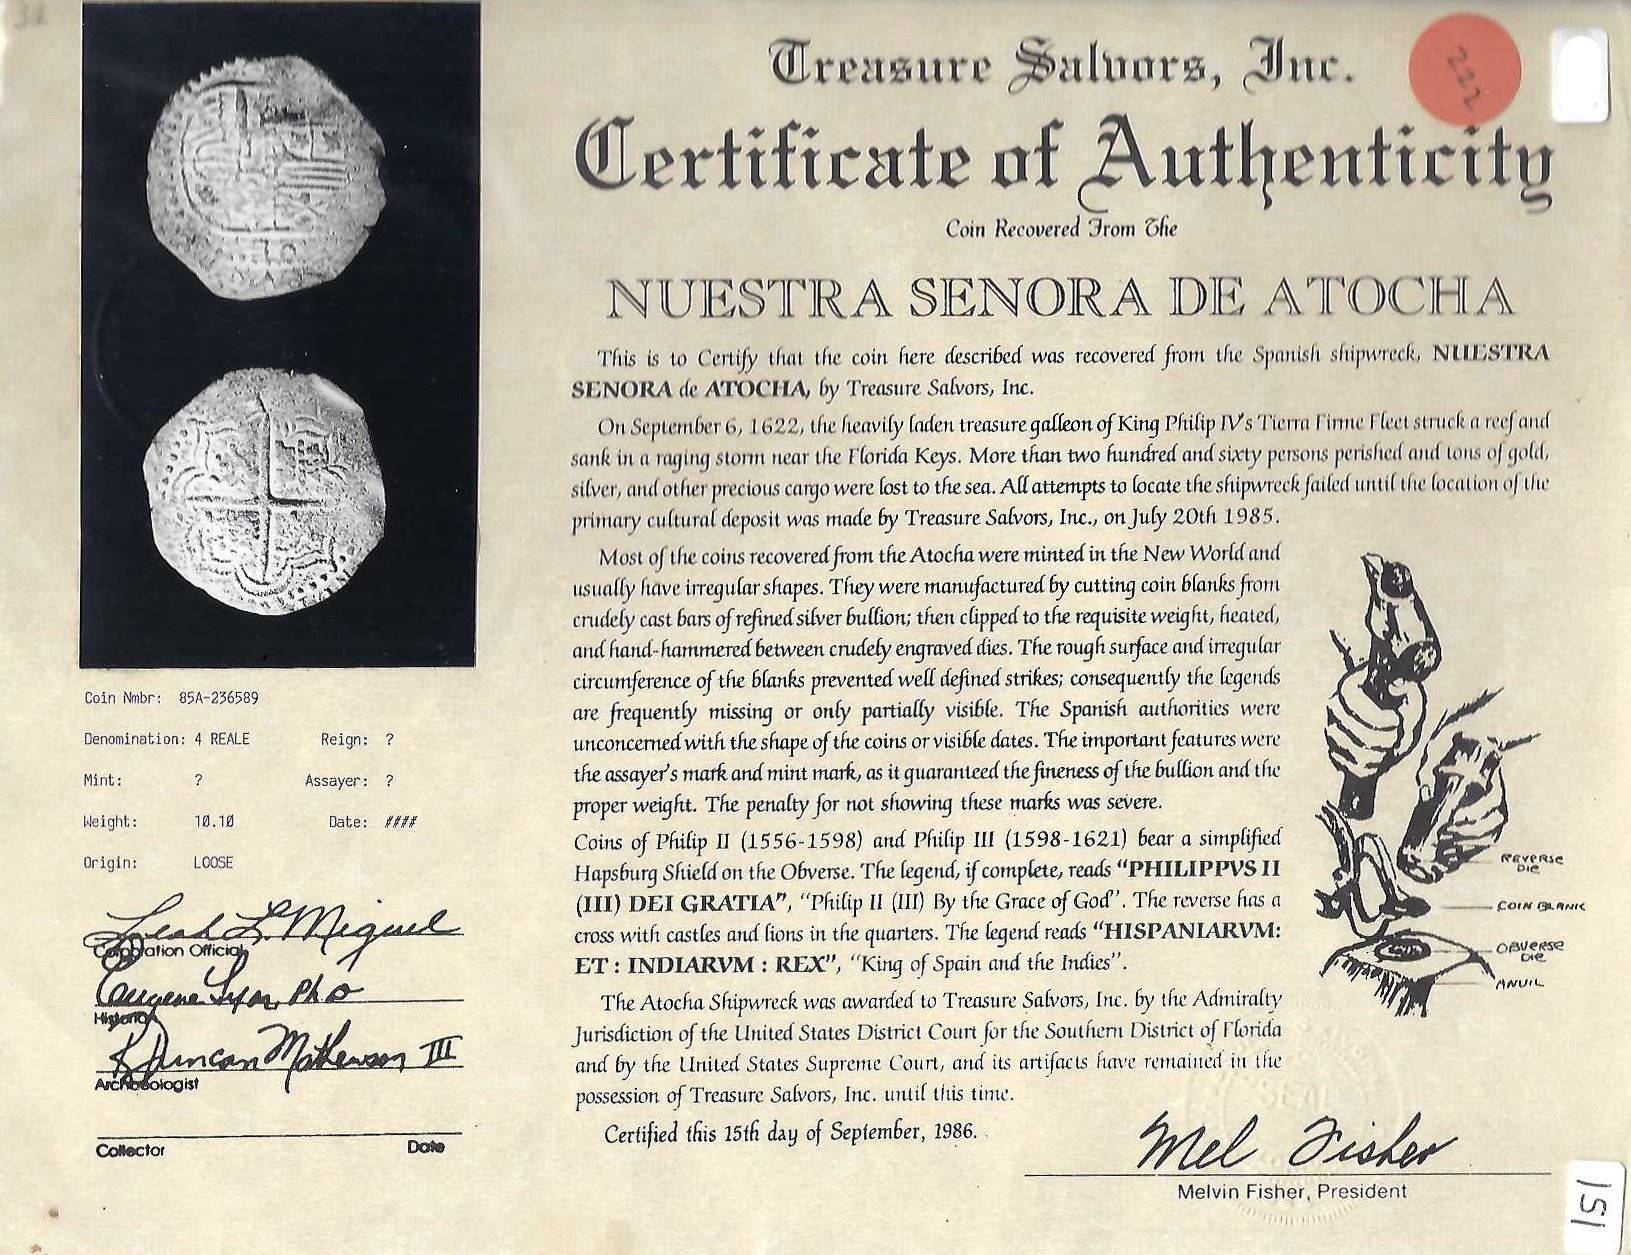 Treasure Salvors, Inc.
222
Certificate of Authenticity
Coin Recovered From The
NUESTRA SENORA DE ATOCHA
This is to Certify that the coin here described was recovered from the Spanish shipwreck, NUESTRA
SENORA de ATOCHA, by Treasure Salvors, Inc.
On September 6, 1622, the heavily laden treasure galleon of King Philip IV's Tierra Firme Fleet struck a reef and
sank in a raging storm near the Florida Keys. More than two hundred and sixty persons perished and tons of gold,
silver, and other precious cargo were lost to the sea. All attempts to locate the shipwreck failed until the location of the
primary cultural deposit was made by Treasure Salvors, Inc., on July 20th 1985.
Most of the coins recovered from the Atocha were minted in the New World and
usually have irregular shapes. They were manufactured by cutting coin blanks from
crudely cast bars of refined silver bullion; then clipped to the requisite weight, heated,
and hand-hammered between crudely engraved dies. The rough surface and irregular
circumference of the blanks prevented well defined strikes; consequently the legends
are frequently missing or only partially visible. The Spanish authorities were
unconcerned with the shape of the coins or visible dates. The important features were
the assayer's mark and mint mark, as it guaranteed the fineness of the bullion and the
proper weight. The penalty for not showing these marks was severe.
Coins of Philip II (1556-1598) and Philip III (1598-1621) bear a simplified
Hapsburg Shield on the Obverse. The legend, if complete, reads "PHILIPPVS II
(III) DEI GRATIA", "Philip II (III) By the Grace of God". The reverse has a
cross with castles and lions in the quarters. The legend reads "HISPANIARVM:
ET : INDIARVM : REX", "King of Spain and the Indies".
The Atocha Shipwreck was awarded to Treasure Salvors, Inc. by the Admiralty
Jurisdiction of the United States District Court for the Southern District of Florida
and by the United States Supreme Court, and its artifacts have remained in the
possession of Treasure Salvors, Inc. until this time.
Certified this 15th day of September, 1986.
REVERSE
DIE
COIN BLANK
OBVERSE
DIE
ANVIL
SEAL
Mel Fisher
Melvin Fisher, President
151
Coin Nmbr: 85A-236589
Denomination: 4 REALE Reign: ?
Mint: ? Assayer: ?
Weight: 10.10 Date: ####
Origin: LOOSE
Leah L. Miguel
Corporation Official
Eugene Lyon, PhD
Historian
R. Duncan Mathewson III
Archaeologist
Collector Date